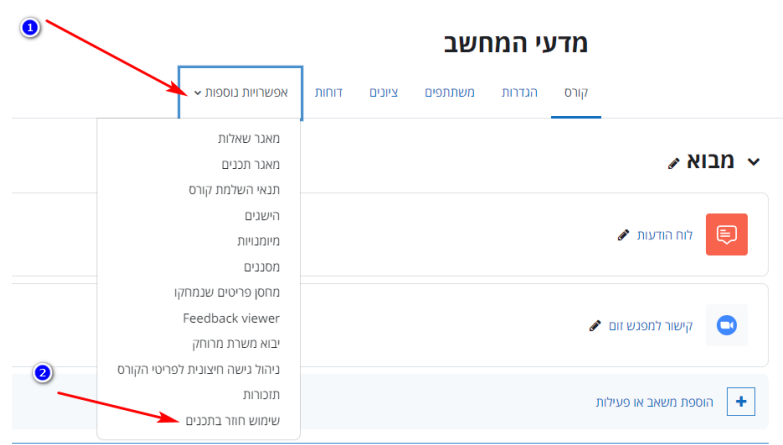 1
מדעי המחשב
קורס הגדרות משתתפים ציונים דוחות אפשרויות נוספות
מאגר שאלות
מאגר תכנים
תנאי השלמת קורס
הישגים
מיומנויות
מסננים
מחסן פריטים שנמחקו
Feedback viewer
יבוא משרת מרוחק
ניהול גישה חיצונית לפריטי הקורס
תזכורות
שימוש חוזר בתכנים
2
מבוא
לוח הודעות
קישור למפגש זום
הוספת משאב או פעילות